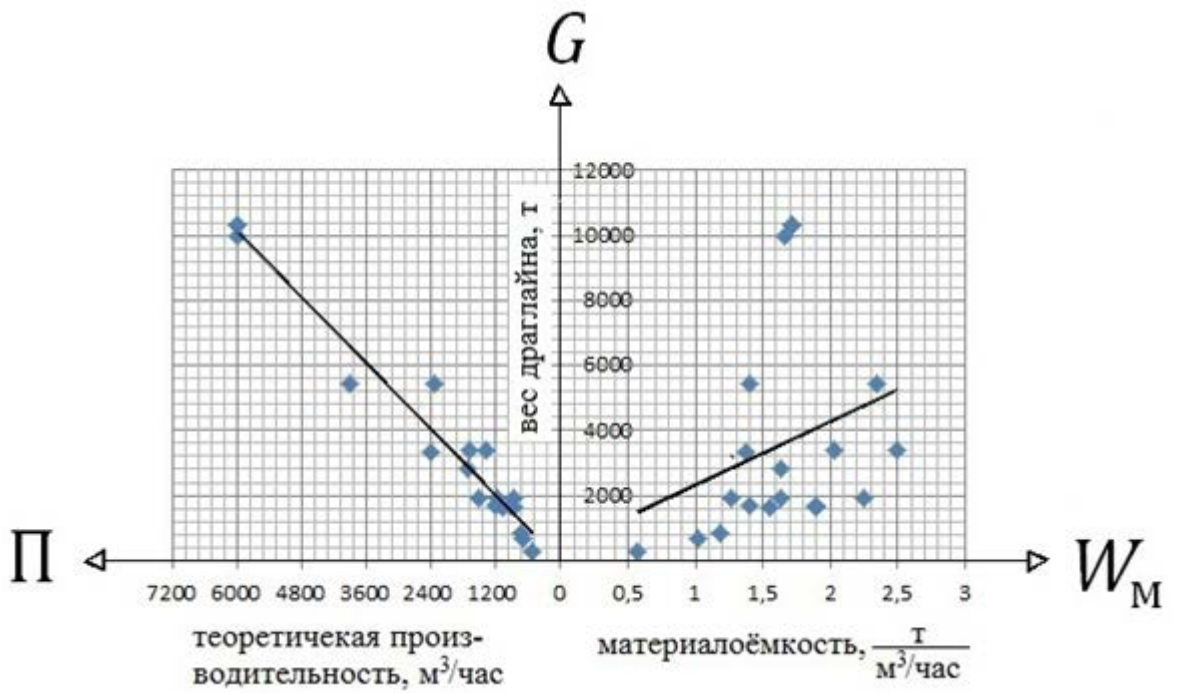 G
12000
10000
8000
6000
4000
2000
вес драглайна, т
П
W_м
7200 6000 4800 3600 2400 1200 0 0,5 1 1,5 2 2,5 3
теоретичекая произ-
водительность, м³/час
материалоёмкость, т
м³/час